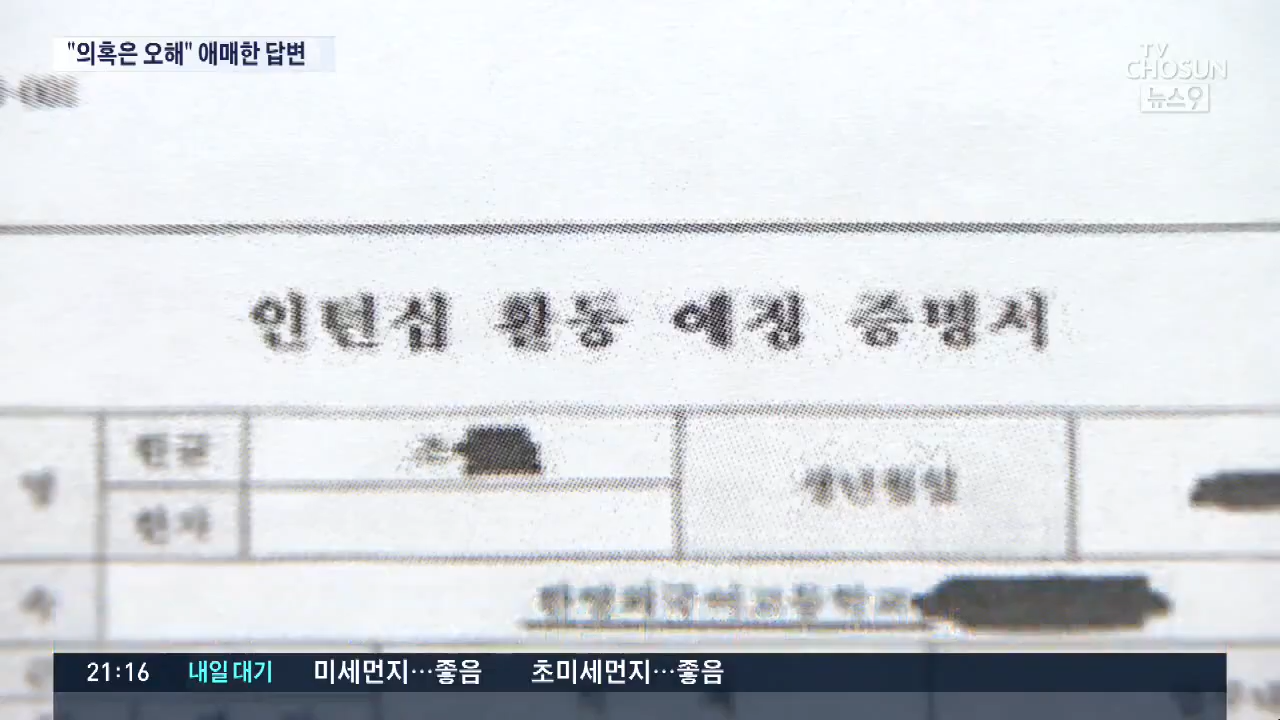 "의혹은 오해" 애매한 답변
TV
CHOSUN
뉴스9
인턴십 활동 예정 증명서
한글
조
생년월일
한자
21:16 내일 대기 미세먼지…좋음 초미세먼지…좋음